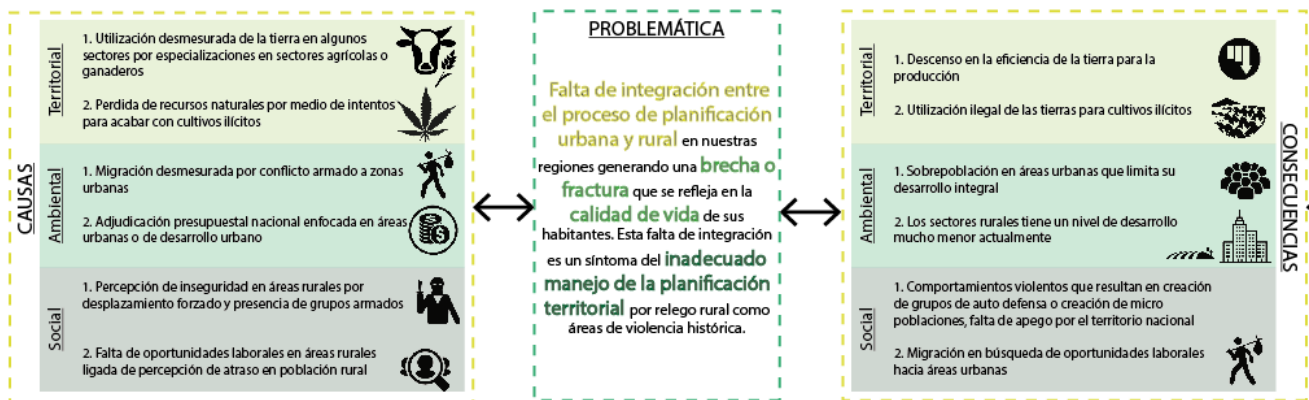 CAUSAS
Territorial
1. Utilización desmesurada de la tierra en algunos
sectores por especializaciones en sectores agrícolas o
ganaderos
2. Perdida de recursos naturales por medio de intentos
para acabar con cultivos ilícitos
Ambiental
1. Migración desmesurada por conflicto armado a zonas
urbanas
2. Adjudicación presupuestal nacional enfocada en áreas
urbanas o de desarrollo urbano
Social
1. Percepción de inseguridad en áreas rurales por
desplazamiento forzado y presencia de grupos armados
2. Falta de oportunidades laborales en áreas rurales
ligada de percepción de atraso en población rural
PROBLEMÁTICA
Falta de integración entre
el proceso de planificación
urbana y rural en nuestras
regiones generando una brecha o
fractura que se refleja en la
calidad de vida de sus
habitantes. Esta falta de integración
es un síntoma del inadecuado
manejo de la planificación
territorial por relego rural como
áreas de violencia histórica.
Territorial
1. Descenso en la eficiencia de la tierra para la
producción
2. Utilización ilegal de las tierras para cultivos ilícitos
Ambiental
1. Sobrepoblación en áreas urbanas que limita su
desarrollo integral
2. Los sectores rurales tiene un nivel de desarrollo
mucho menor actualmente
Social
1. Comportamientos violentos que resultan en creación
de grupos de auto defensa o creación de micro
poblaciones, falta de apego por el territorio nacional
2. Migración en búsqueda de oportunidades laborales
hacia áreas urbanas
CONSECUENCIAS